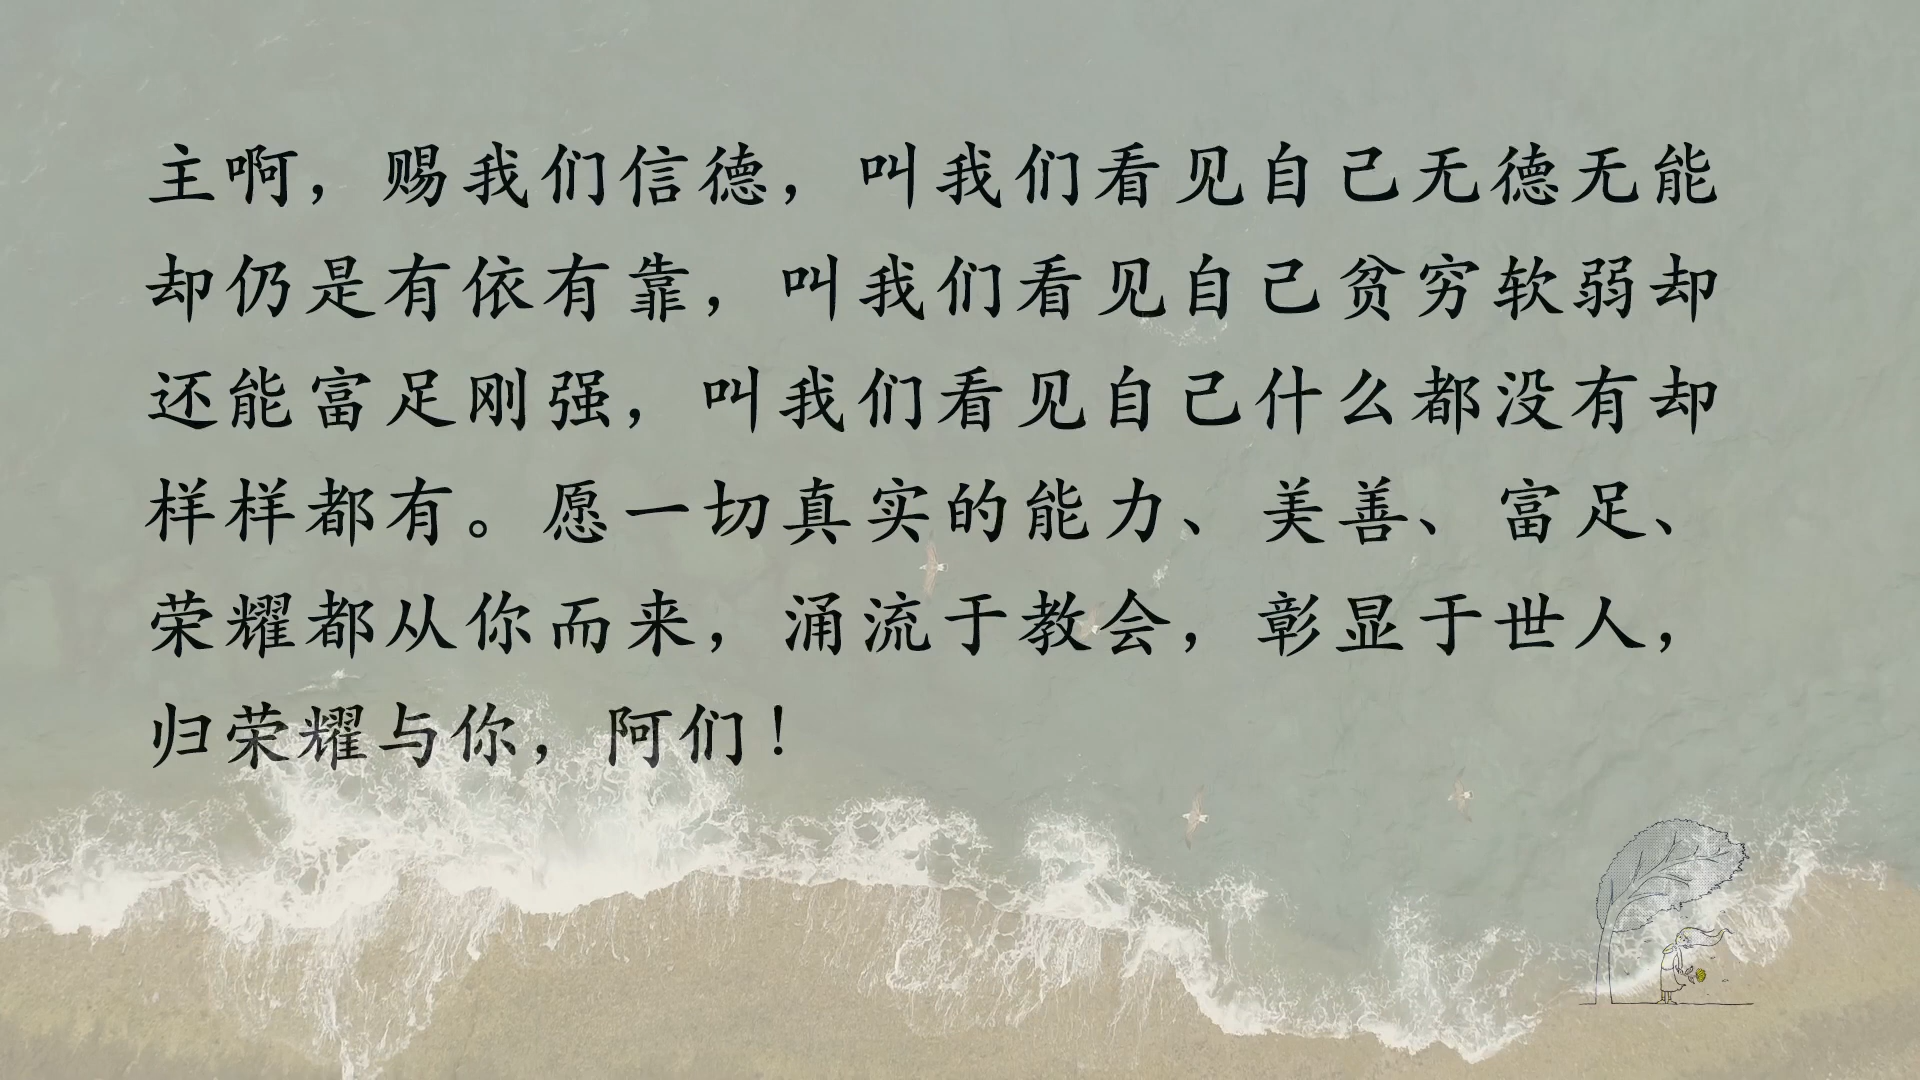 主啊，赐我们信德，叫我们看见自己无德无能
却仍是有依有靠，叫我们看见自己贫穷软弱却
还能富足刚强，叫我们看见自己什么都没有却
样样都有。愿一切真实的能力、美善、富足、
荣耀都从你而来，涌流于教会，彰显于世人，
归荣耀与你，阿们！